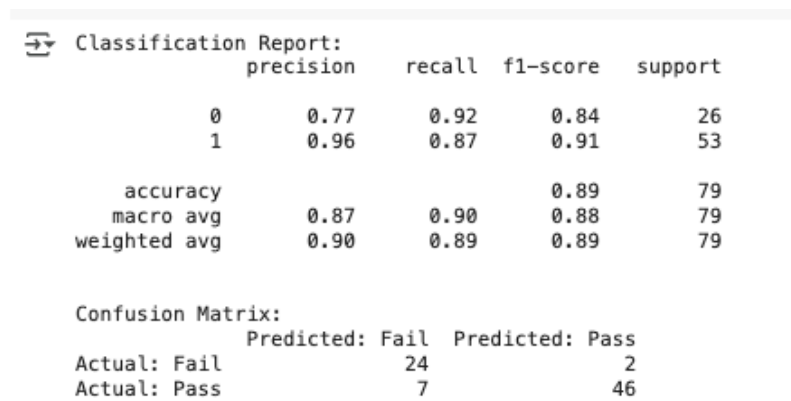 Classification Report:
precision recall f1-score support
0 0.77 0.92 0.84 26
1 0.96 0.87 0.91 53
accuracy 0.89 79
macro avg 0.87 0.90 0.88 79
weighted avg 0.90 0.89 0.89 79
Confusion Matrix:
Predicted: Fail Predicted: Pass
Actual: Fail 24 2
Actual: Pass 7 46